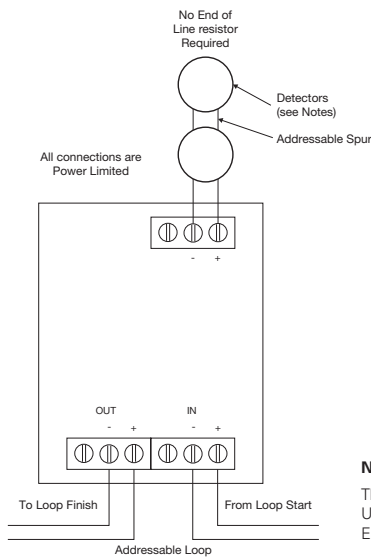 No End of
Line resistor
Required
Detectors
(see Notes)
Addressable Spur
All connections are
Power Limited
- +
OUT IN
- + - +
To Loop Finish
From Loop Start
Addressable Loop